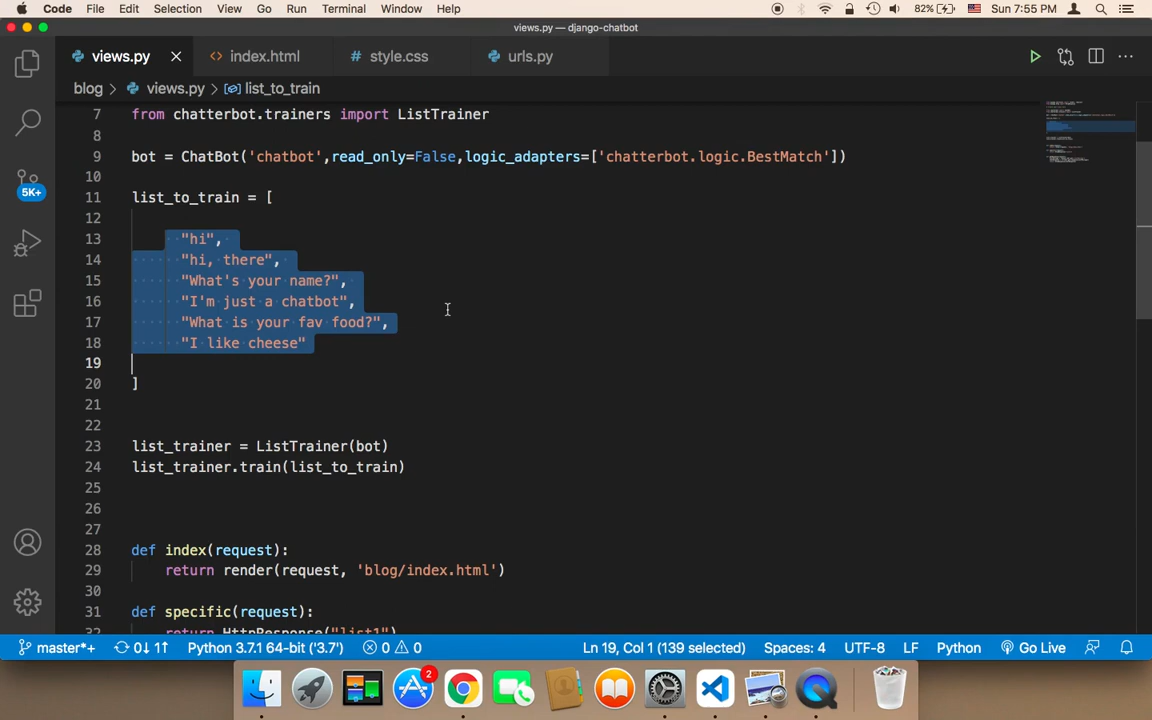 Code File Edit Selection View Go Run Terminal Window Help 82% Sun 7:55 PM
views.py — django-chatbot
views.py index.html # style.css urls.py
blog > views.py > list_to_train
7 from chatterbot.trainers import ListTrainer
8
9 bot = ChatBot('chatbot',read_only=False,logic_adapters=['chatterbot.logic.BestMatch'])
10
11 list_to_train = [
12
13 "hi",
14 "hi, there",
15 "What's your name?",
16 "I'm just a chatbot",
17 "What is your fav food?",
18 "I like cheese"
19
20 ]
21
22
23 list_trainer = ListTrainer(bot)
24 list_trainer.train(list_to_train)
25
26
27
28 def index(request):
29 return render(request, 'blog/index.html')
30
31 def specific(request):
32 return HttpResponse("list1")
5K+
master*+ 0↓ 1↑ Python 3.7.1 64-bit ('3.7') 0 0 Ln 19, Col 1 (139 selected) Spaces: 4 UTF-8 LF Python Go Live
2